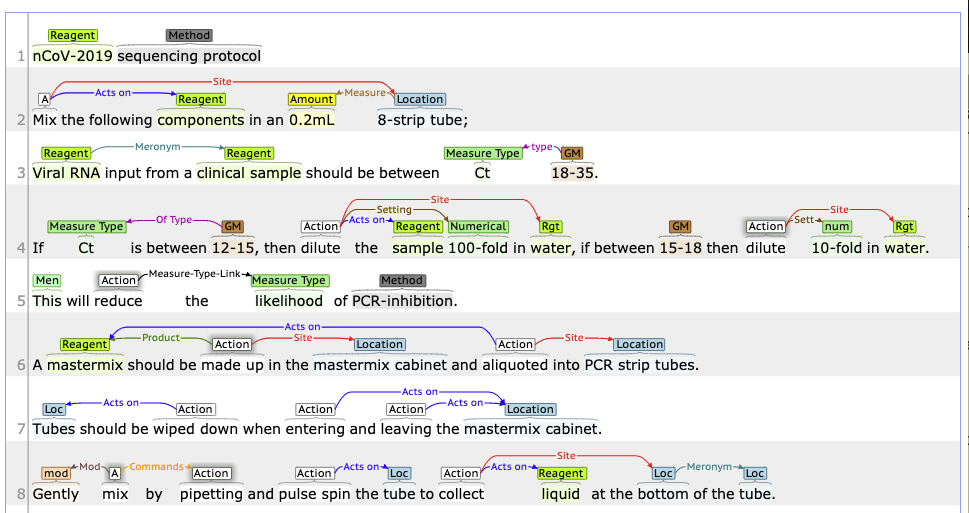 Reagent Method
1 nCoV-2019 sequencing protocol
Site
A Acts on Reagent Amount Measure Location
2 Mix the following components in an 0.2mL 8-strip tube;
Reagent Meronym Reagent Measure Type type GM
3 Viral RNA input from a clinical sample should be between Ct 18-35.
Site
Setting Site
Measure Type Of Type GM Action Acts on Reagent Numerical Rgt GM Action Sett num Rgt
4 If Ct is between 12-15, then dilute the sample 100-fold in water, if between 15-18 then dilute 10-fold in water.
Men Action Measure-Type-Link Measure Type Method
5 This will reduce the likelihood of PCR-inhibition.
Acts on
Reagent Product Action Site Location Action Site Location
6 A mastermix should be made up in the mastermix cabinet and aliquoted into PCR strip tubes.
Acts on
Loc Acts on Action Action Action Acts on Location
7 Tubes should be wiped down when entering and leaving the mastermix cabinet.
Site
mod Mod A Commands Action Action Acts on Loc Action Acts on Reagent Loc Meronym Loc
8 Gently mix by pipetting and pulse spin the tube to collect liquid at the bottom of the tube.